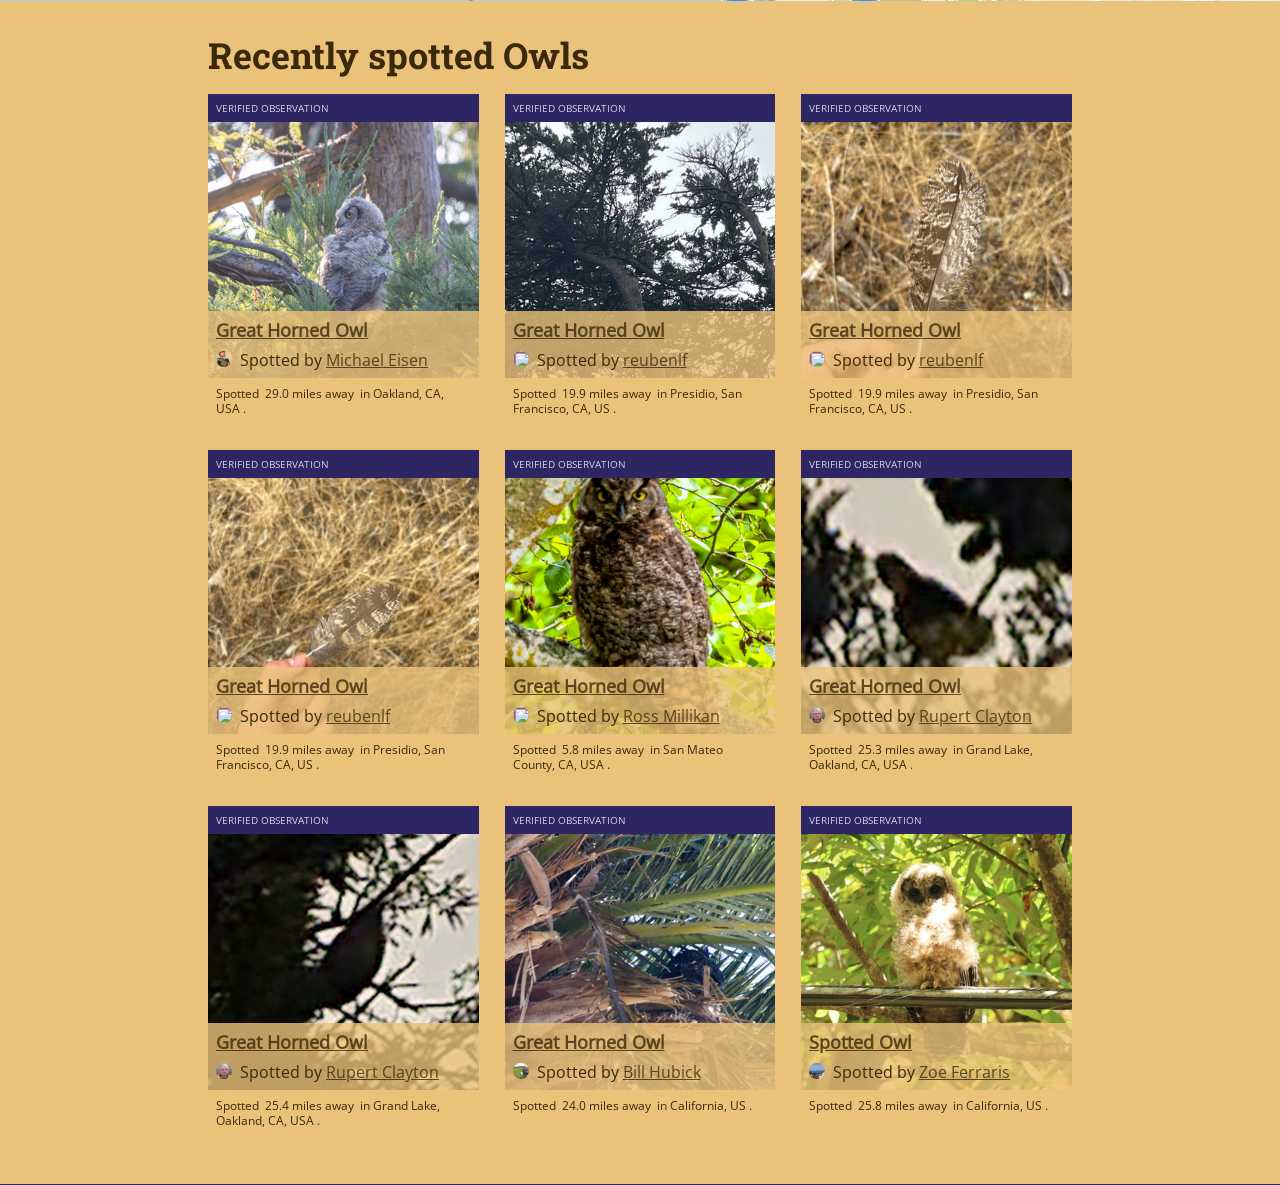 Recently spotted Owls
VERIFIED OBSERVATION
Great Horned Owl
Spotted by Michael Eisen
Spotted 29.0 miles away in Oakland, CA,
USA .
VERIFIED OBSERVATION
Great Horned Owl
Spotted by reubenlf
Spotted 19.9 miles away in Presidio, San
Francisco, CA, US .
VERIFIED OBSERVATION
Great Horned Owl
Spotted by reubenlf
Spotted 19.9 miles away in Presidio, San
Francisco, CA, US .
VERIFIED OBSERVATION
Great Horned Owl
Spotted by reubenlf
Spotted 19.9 miles away in Presidio, San
Francisco, CA, US .
VERIFIED OBSERVATION
Great Horned Owl
Spotted by Ross Millikan
Spotted 5.8 miles away in San Mateo
County, CA, USA .
VERIFIED OBSERVATION
Great Horned Owl
Spotted by Rupert Clayton
Spotted 25.3 miles away in Grand Lake,
Oakland, CA, USA .
VERIFIED OBSERVATION
Great Horned Owl
Spotted by Rupert Clayton
Spotted 25.4 miles away in Grand Lake,
Oakland, CA, USA .
VERIFIED OBSERVATION
Great Horned Owl
Spotted by Bill Hubick
Spotted 24.0 miles away in California, US .
VERIFIED OBSERVATION
Spotted Owl
Spotted by Zoe Ferraris
Spotted 25.8 miles away in California, US .